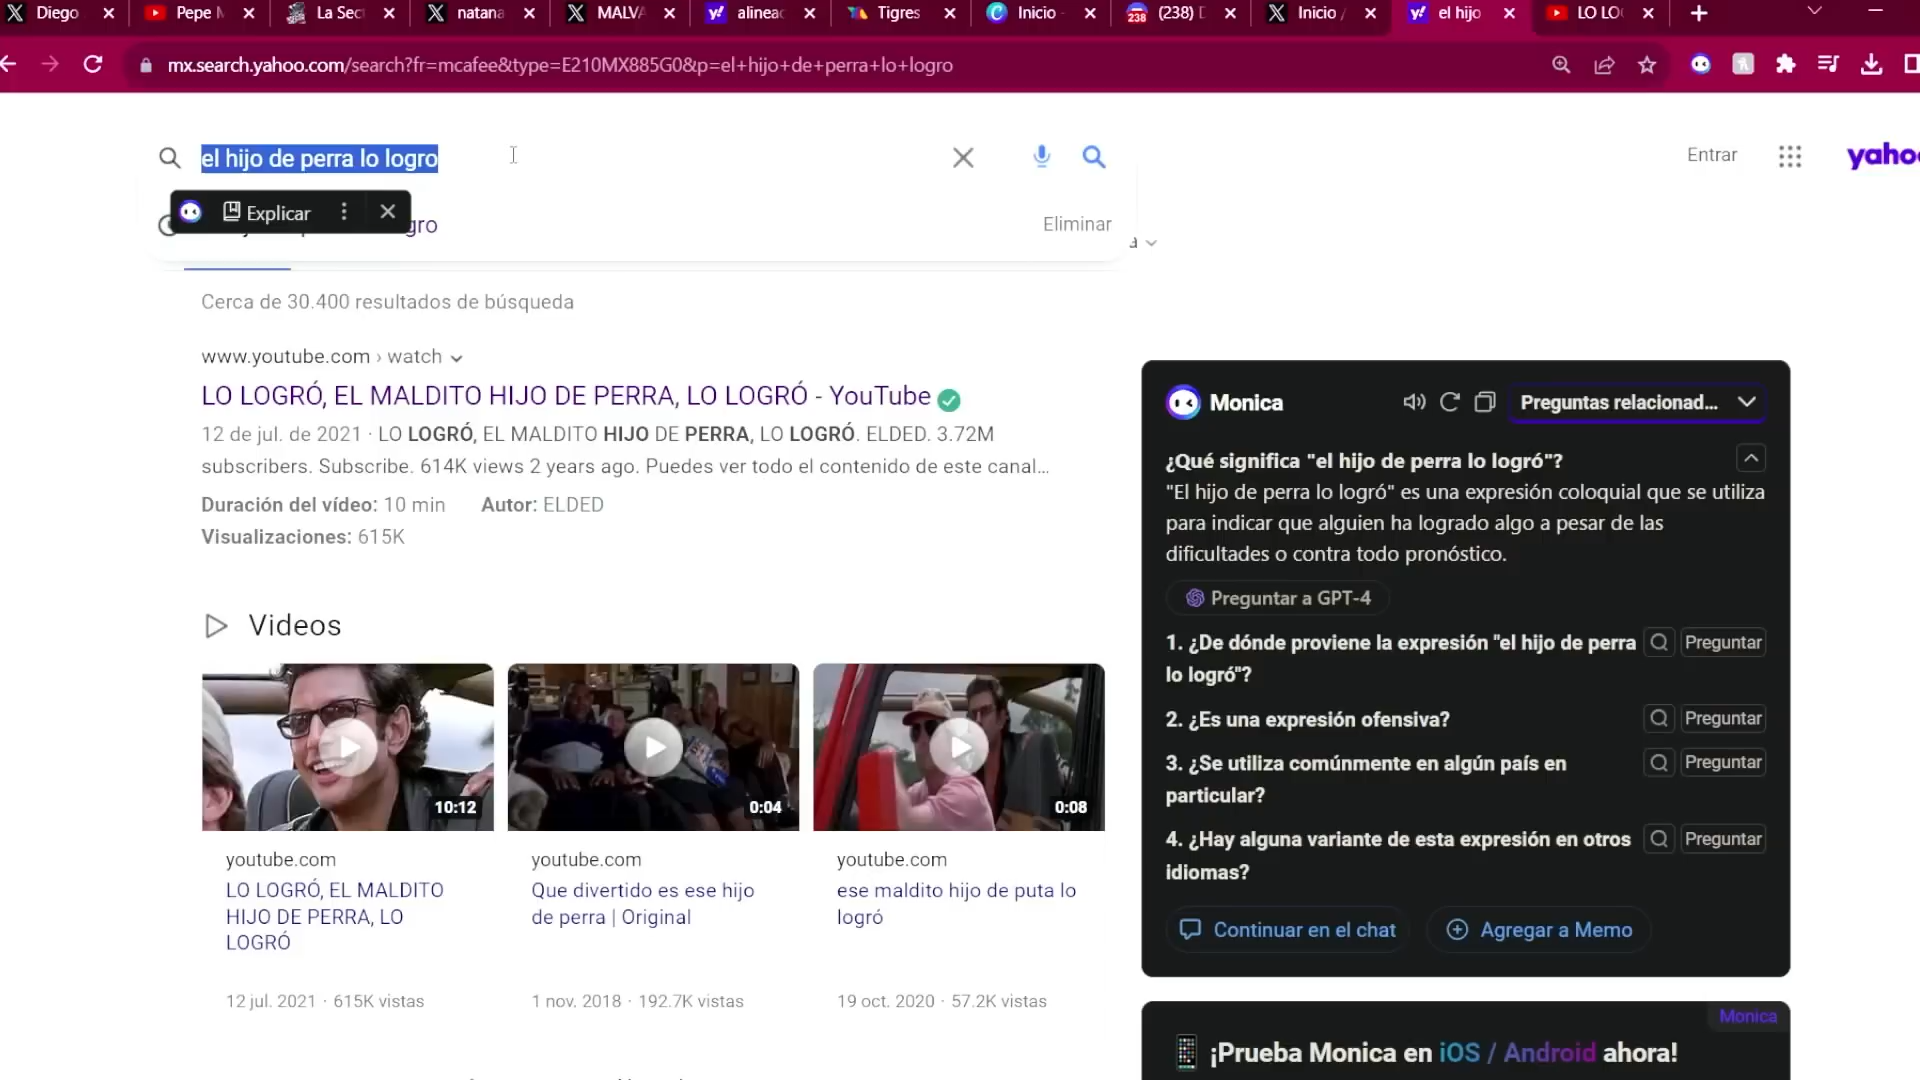 Diego
Pepe M
La Sect
natana
MALVA
alineac
Tigres
Inicio
(238)
Inicio /
el hijo
LO LO
mx.search.yahoo.com/search?fr=mcafee&type=E210MX885G0&p=el+hijo+de+perra+lo+logro
el hijo de perra lo logro
Entrar
yahoo
Explicar
gro
Eliminar
Cerca de 30.400 resultados de búsqueda
www.youtube.com › watch
LO LOGRÓ, EL MALDITO HIJO DE PERRA, LO LOGRÓ - YouTube
12 de jul. de 2021 · LO LOGRÓ, EL MALDITO HIJO DE PERRA, LO LOGRÓ. ELDED. 3.72M
subscribers. Subscribe. 614K views 2 years ago. Puedes ver todo el contenido de este canal...
Duración del vídeo: 10 min Autor: ELDED
Visualizaciones: 615K
Videos
10:12
0:04
0:08
youtube.com
LO LOGRÓ, EL MALDITO
HIJO DE PERRA, LO
LOGRÓ
12 jul. 2021 · 615K vistas
youtube.com
Que divertido es ese hijo
de perra | Original
1 nov. 2018 · 192.7K vistas
youtube.com
ese maldito hijo de puta lo
logró
19 oct. 2020 · 57.2K vistas
Monica
Preguntas relacionad...
¿Qué significa "el hijo de perra lo logró"?
"El hijo de perra lo logró" es una expresión coloquial que se utiliza
para indicar que alguien ha logrado algo a pesar de las
dificultades o contra todo pronóstico.
Preguntar a GPT-4
1. ¿De dónde proviene la expresión "el hijo de perra
lo logró"?
Preguntar
2. ¿Es una expresión ofensiva?
Preguntar
3. ¿Se utiliza comúnmente en algún país en
particular?
Preguntar
4. ¿Hay alguna variante de esta expresión en otros
idiomas?
Preguntar
Continuar en el chat
Agregar a Memo
Monica
¡Prueba Monica en iOS / Android ahora!